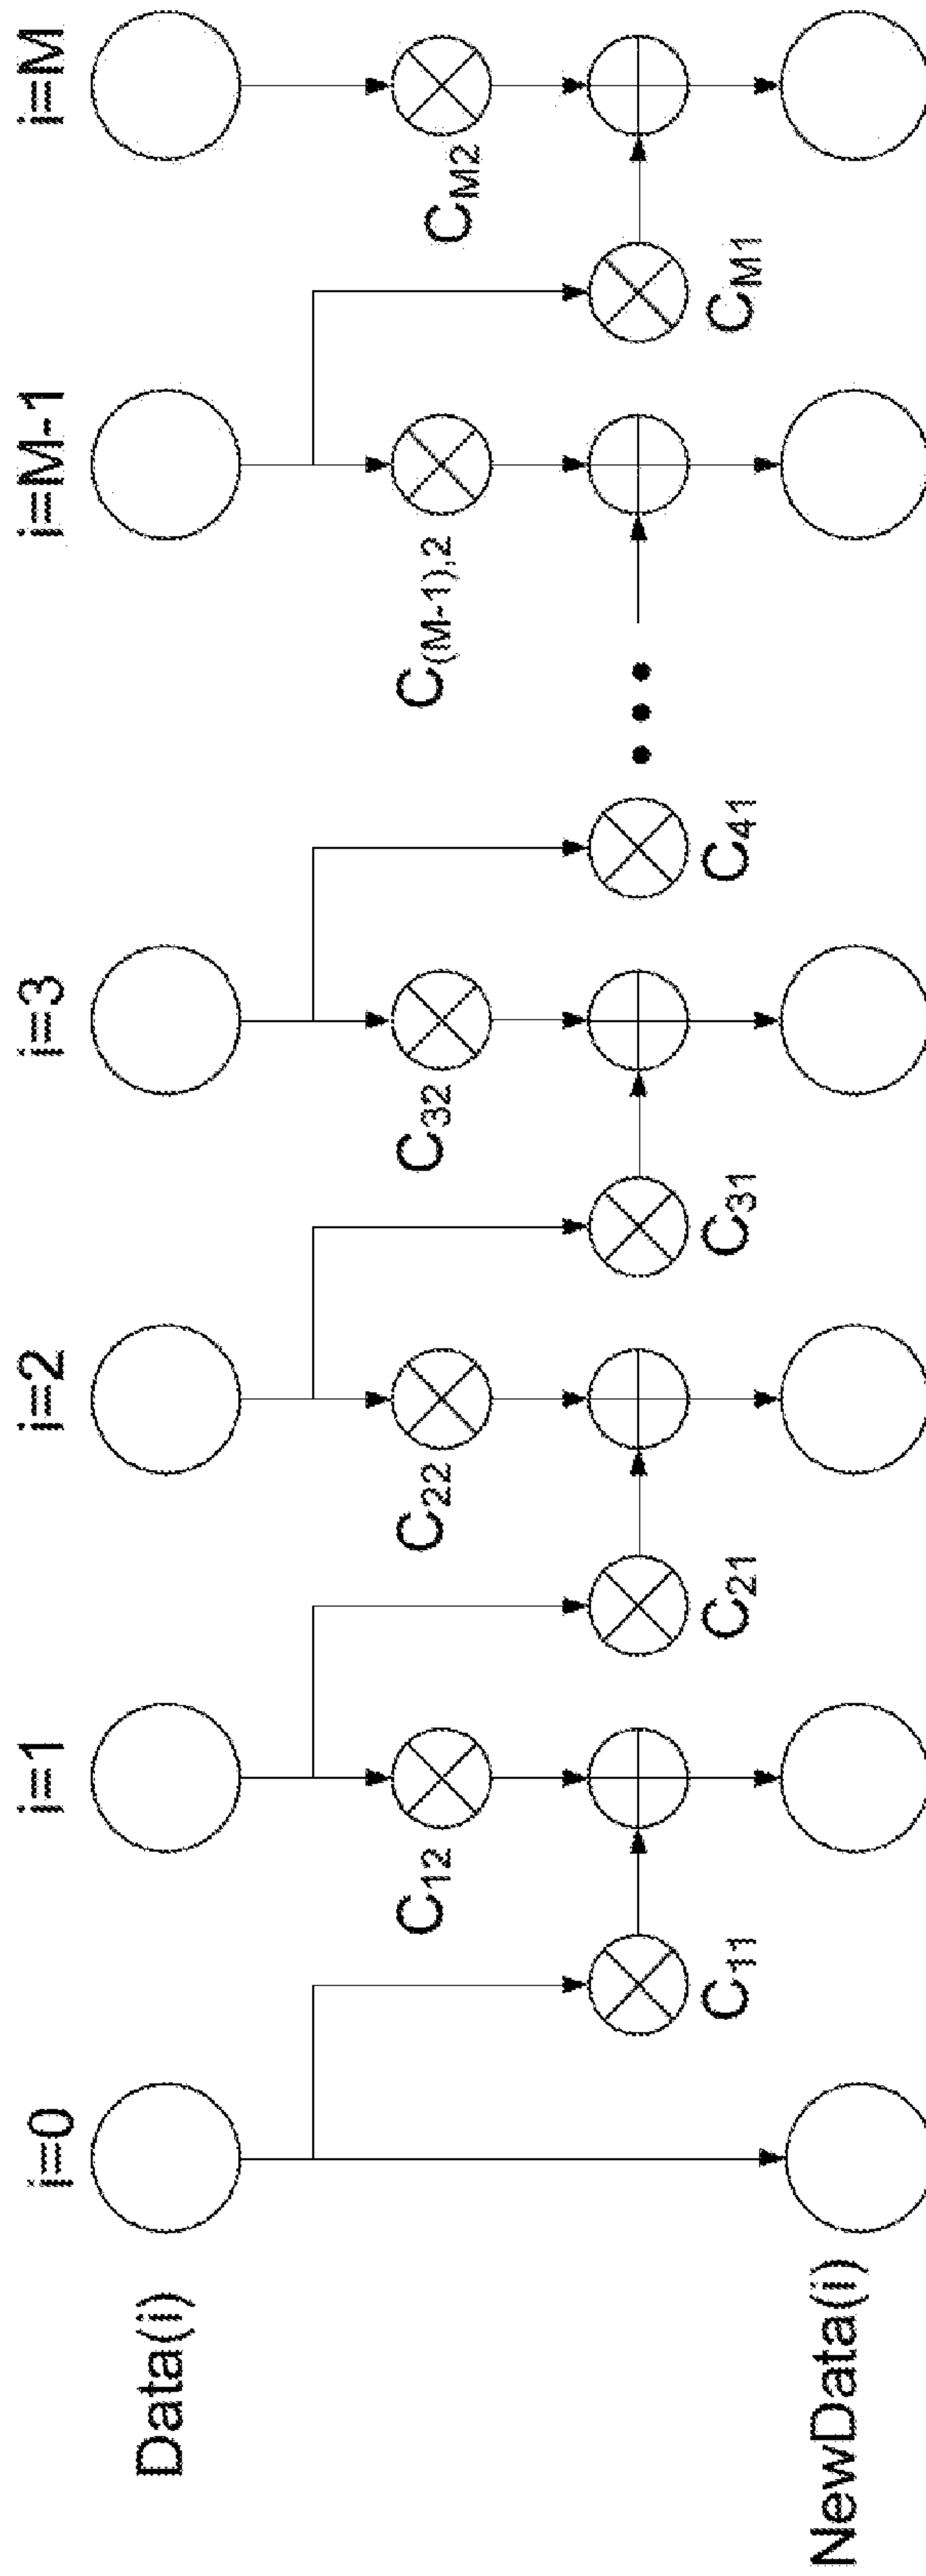 i=0 i=1 i=2 i=3 i=M-1 i=M
Data(i)
C12 C22 C32 C(M-1),2 CM2
C11 C21 C31 C41 • • • CM1
NewData(i)